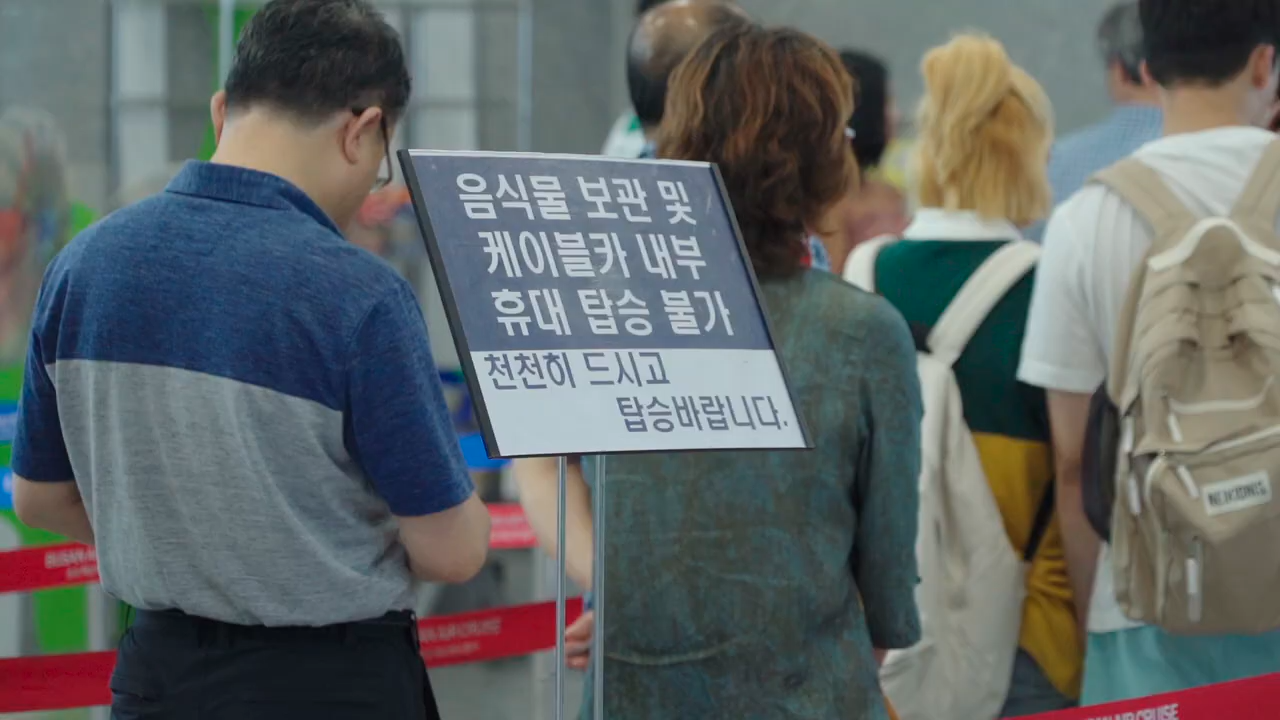 음식물 보관 및
케이블카 내부
휴대 탑승 불가
천천히 드시고
탑승바랍니다.
CRUISE